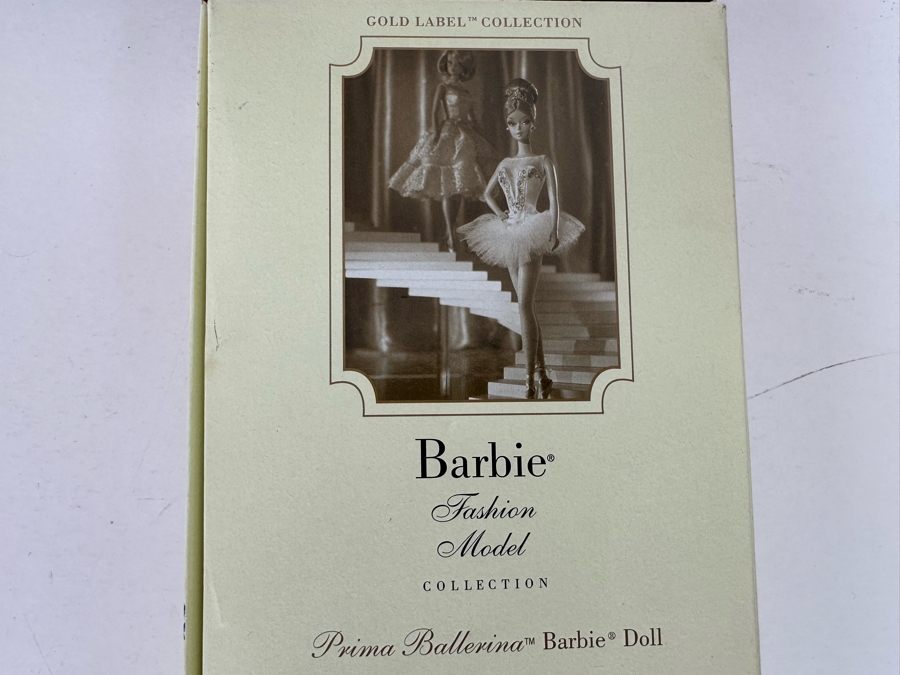 GOLD LABEL™ COLLECTION
Barbie®
Fashion
Model
COLLECTION
Prima Ballerina™ Barbie® Doll